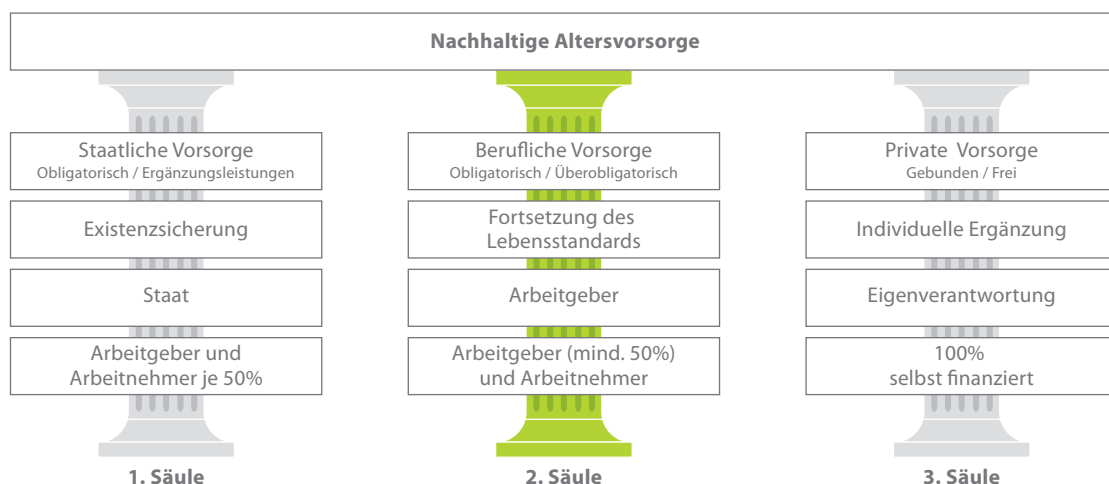 Nachhaltige Altersvorsorge
Staatliche Vorsorge
Obligatorisch / Ergänzungsleistungen
Existenzsicherung
Staat
Arbeitgeber und
Arbeitnehmer je 50%
1. Säule
Berufliche Vorsorge
Obligatorisch / Überobligatorisch
Fortsetzung des
Lebensstandards
Arbeitgeber
Arbeitgeber (mind. 50%)
und Arbeitnehmer
2. Säule
Private Vorsorge
Gebunden / Frei
Individuelle Ergänzung
Eigenverantwortung
100%
selbst finanziert
3. Säule